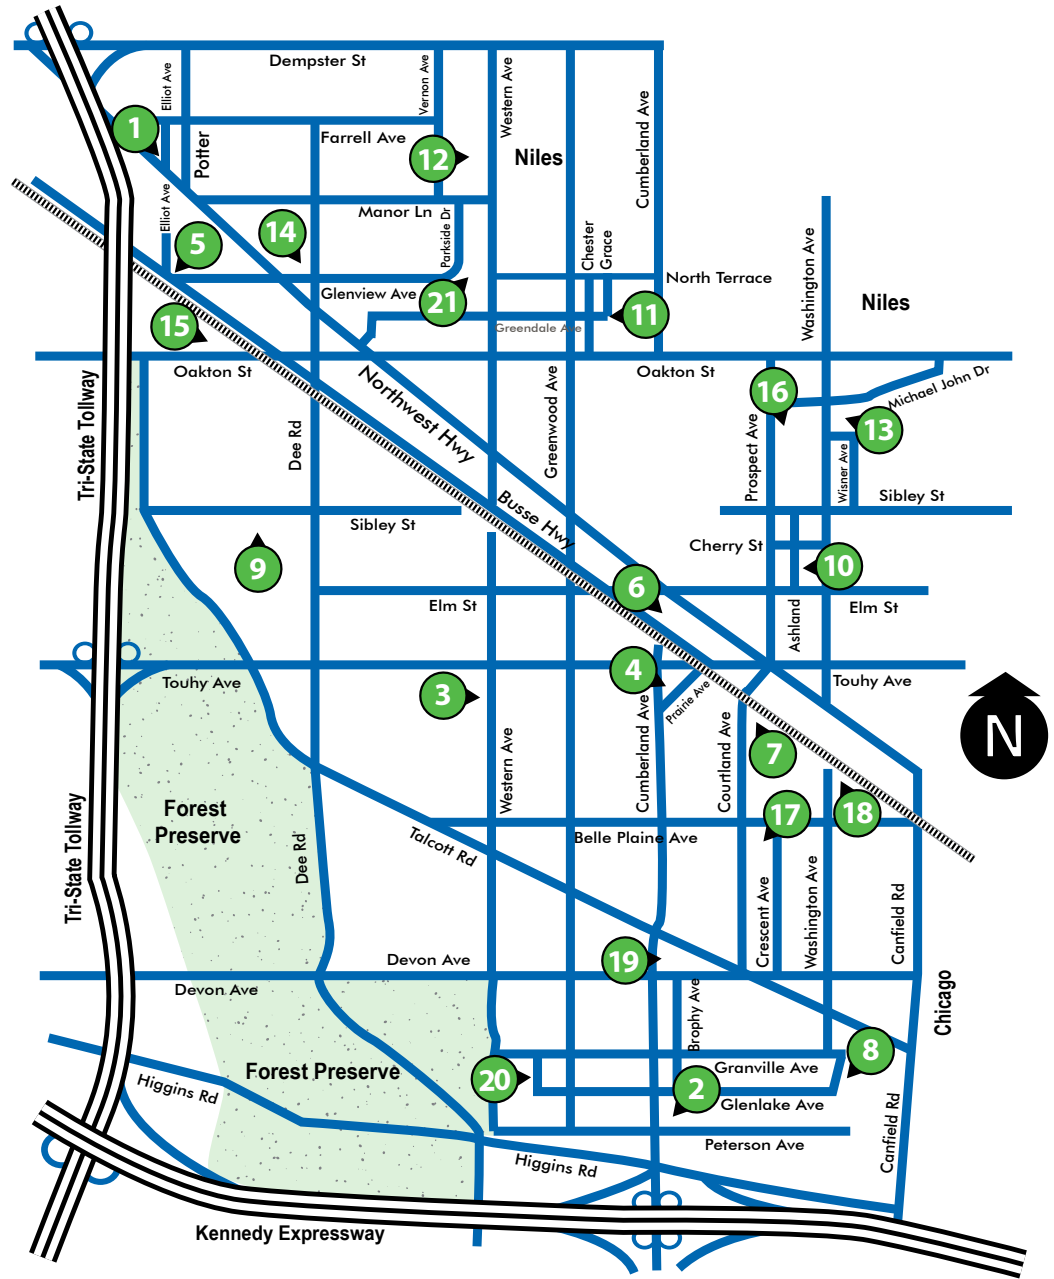 Dempster St
Elliot Ave
Vernon Ave
Western Ave
Cumberland Ave
1
Potter
Farrell Ave
12
Niles
Elliot Ave
Manor Ln
Parkside Dr
Chester
Grace
Washington Ave
5
14
North Terrace
Glenview Ave
21
11
Niles
15
Greendale Ave
Oakton St
Oakton St
Northwest Hwy
Michael John Dr
16
13
Tri-State Tollway
Dee Rd
Greenwood Ave
Prospect Ave
Wisner Ave
Sibley St
Sibley St
Busse Hwy
Cherry St
9
10
6
Elm St
Elm St
Ashland
Touhy Ave
4
Touhy Ave
3
Prairie Ave
N
Western Ave
Cumberland Ave
Courtland Ave
7
Forest
Preserve
17
18
Tri-State Tollway
Dee Rd
Talcott Rd
Belle Plaine Ave
Crescent Ave
Washington Ave
Canfield Rd
Devon Ave
19
Devon Ave
Chicago
Brophy Ave
8
Forest Preserve
20
Granville Ave
Higgins Rd
2
Glenlake Ave
Canfield Rd
Peterson Ave
Higgins Rd
Kennedy Expressway